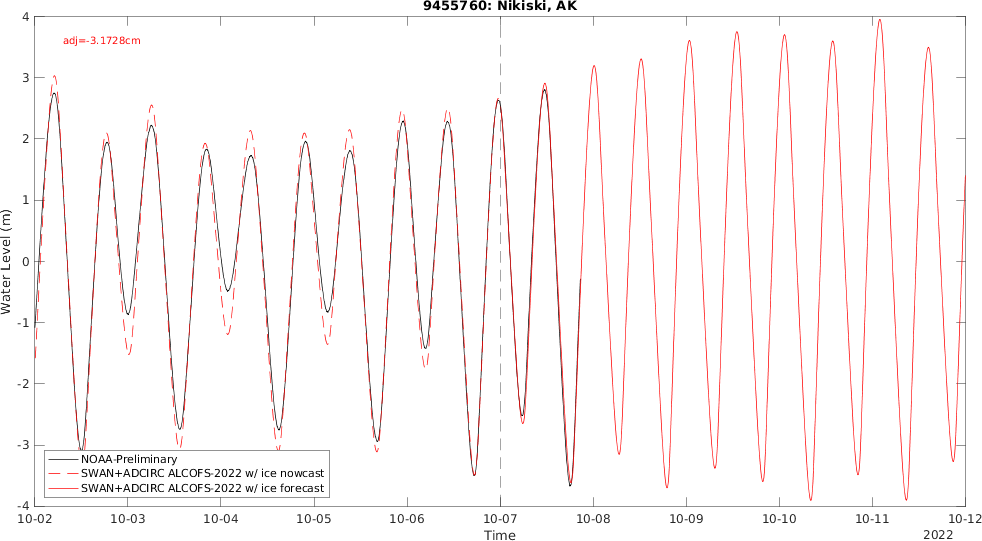 9455760: Nikiski, AK
adj=-3.1728cm
Water Level (m)
4
3
2
1
0
-1
-2
-3
-4
NOAA-Preliminary
SWAN+ADCIRC ALCOFS-2022 w/ ice nowcast
SWAN+ADCIRC ALCOFS-2022 w/ ice forecast
10-02 10-03 10-04 10-05 10-06 10-07 10-08 10-09 10-10 10-11 10-12
Time
2022